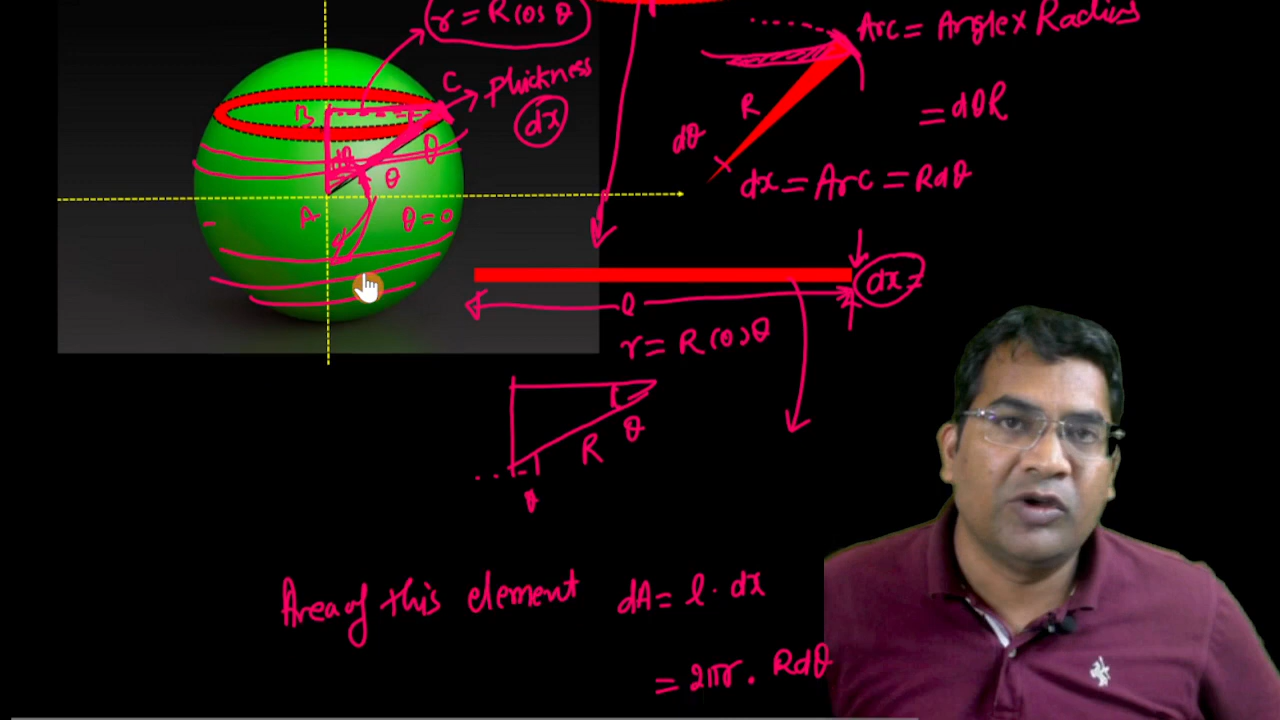 r = R cos θ
C
thickness
dx
B
dθ
θ
θ
A
θ = 0
Arc = Angle x Radius
R
= dθR
dθ
dx = Arc = Rdθ
dx =
l
r = R cos θ
R
θ
θ
Area of this element dA = l . dx
= 2πr . Rdθ